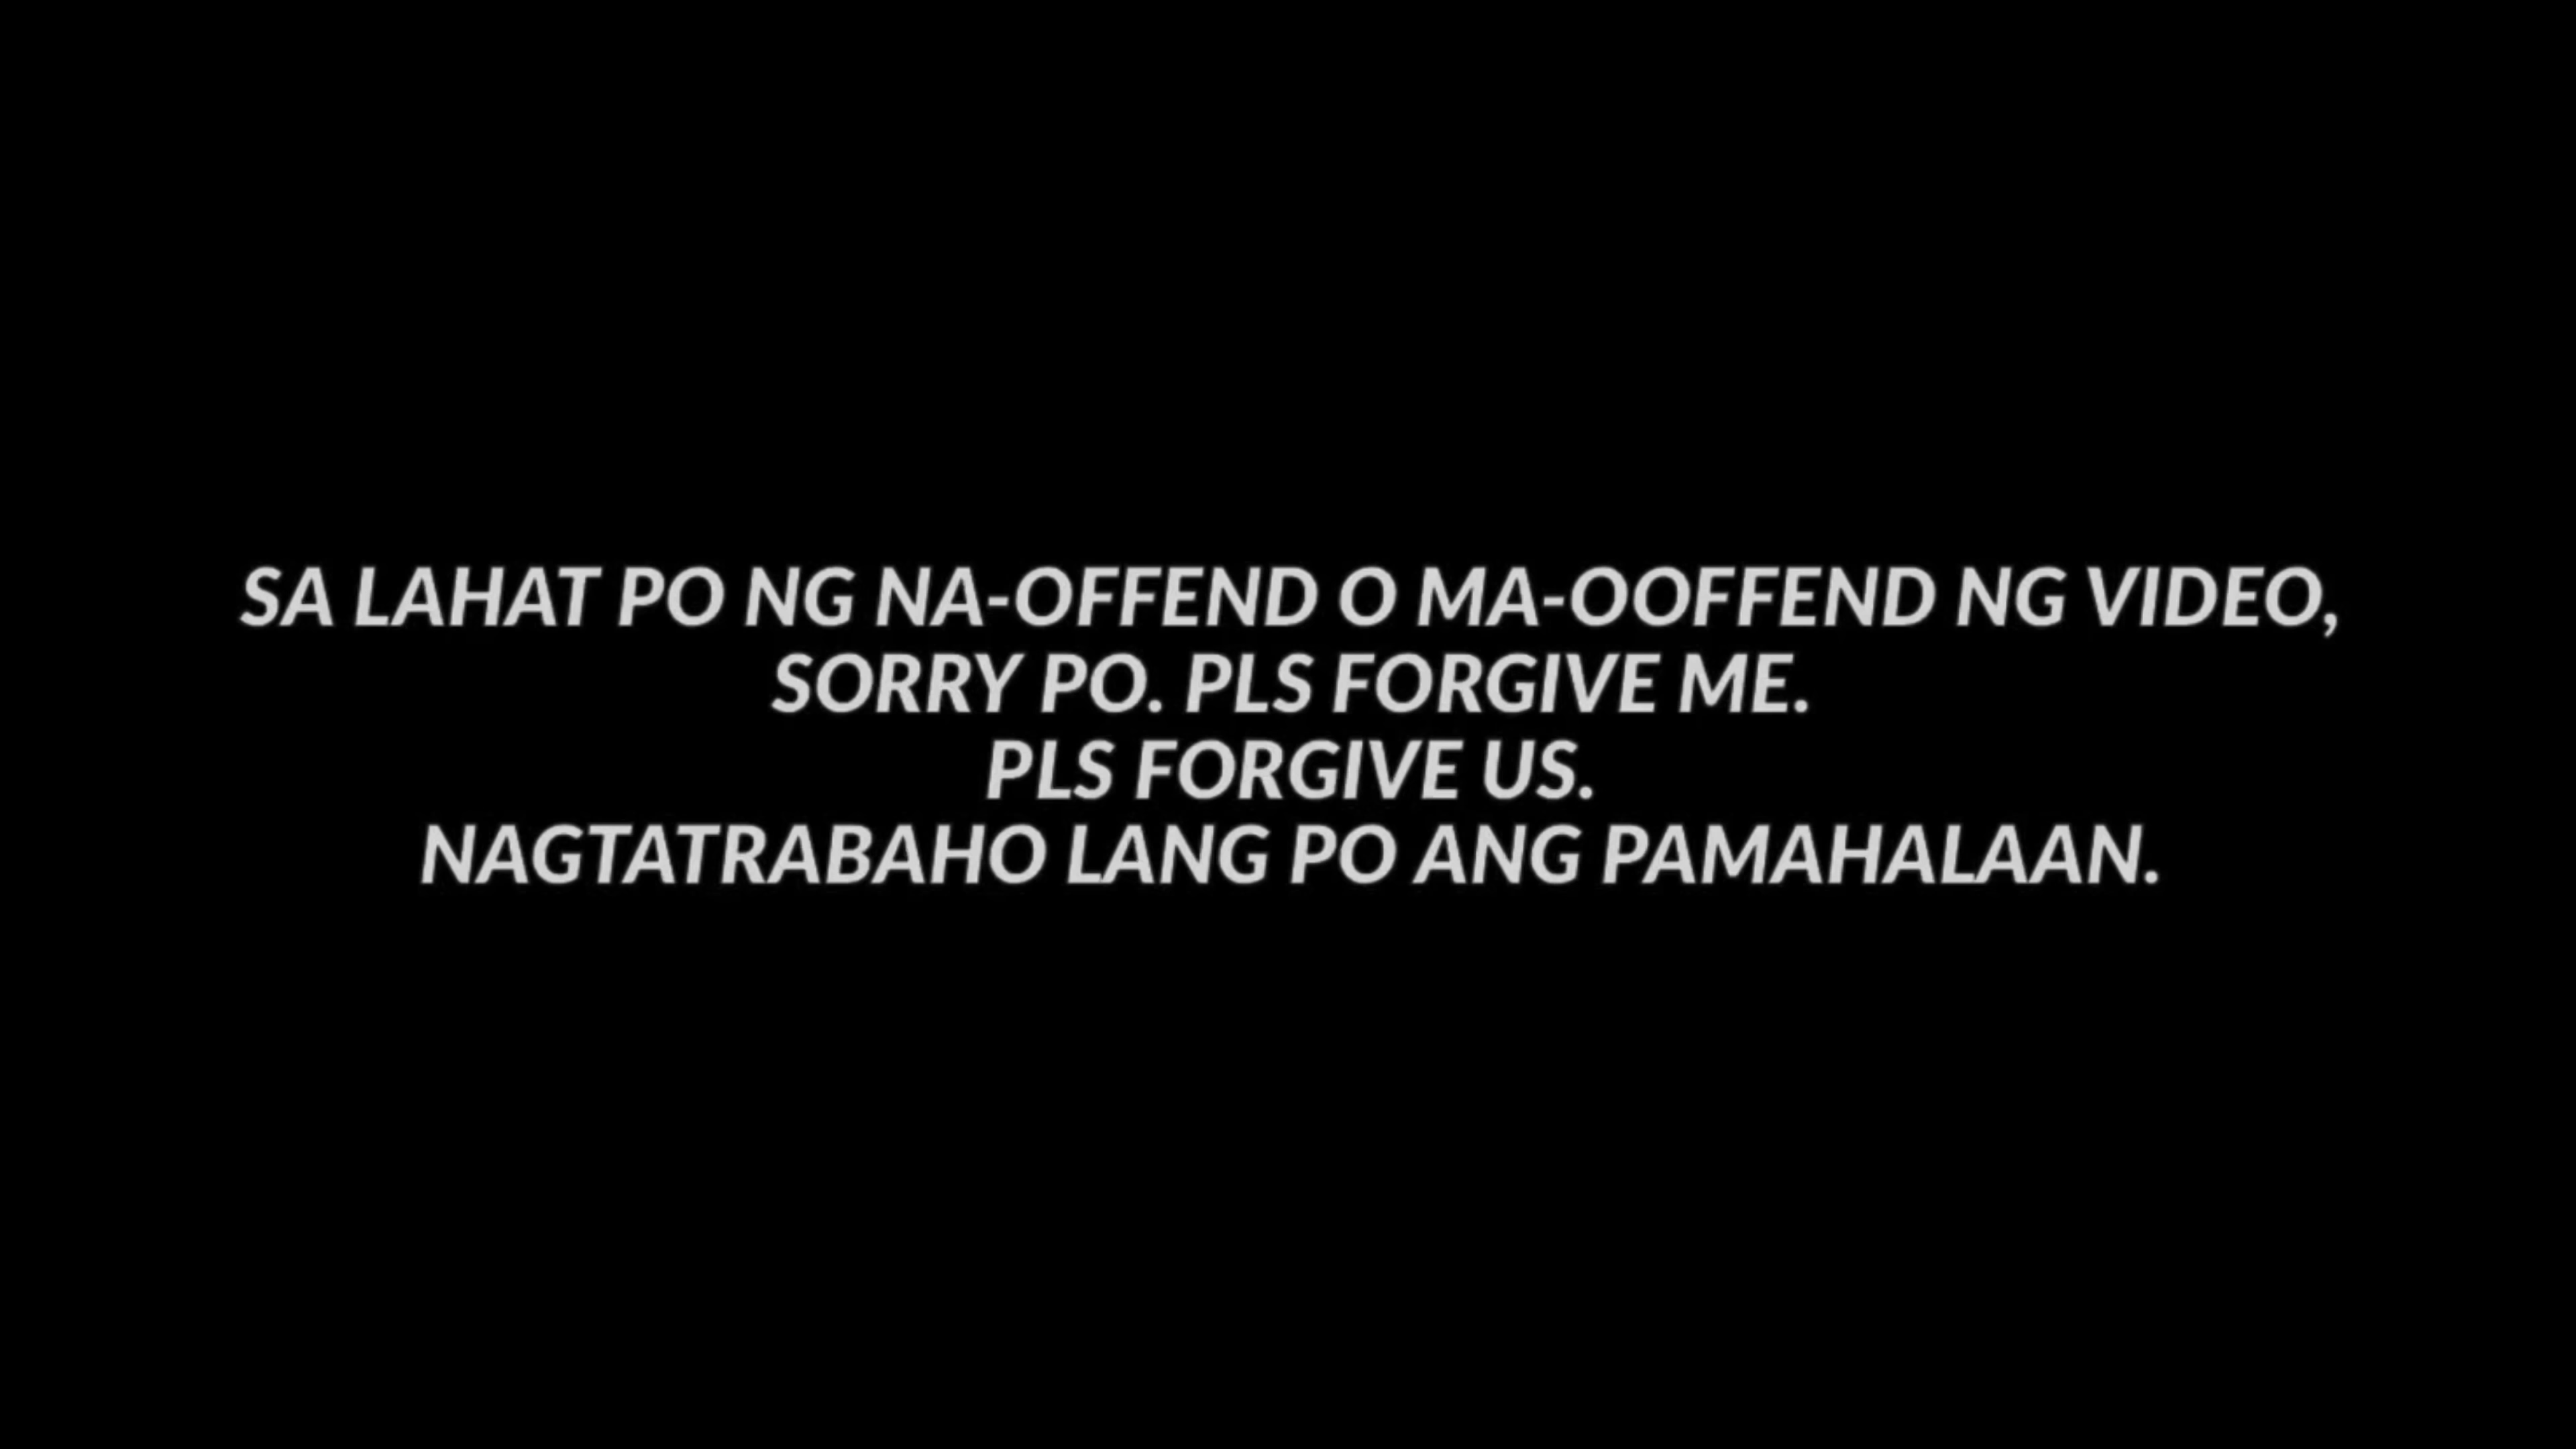 SA LAHAT PO NG NA-OFFEND O MA-OOFFEND NG VIDEO,
SORRY PO. PLS FORGIVE ME.
PLS FORGIVE US.
NAGTATRABAHO LANG PO ANG PAMAHALAAN.